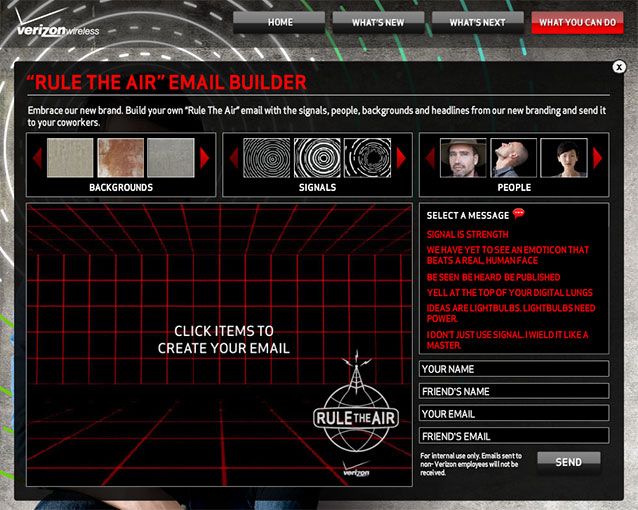 verizonwireless
HOME
WHAT'S NEW
WHAT'S NEXT
WHAT YOU CAN DO
X
“RULE THE AIR” EMAIL BUILDER
Embrace our new brand. Build your own “Rule The Air” email with the signals, people, backgrounds and headlines from our new branding and send it
to your coworkers.
BACKGROUNDS
SIGNALS
PEOPLE
CLICK ITEMS TO
CREATE YOUR EMAIL
RULE THE AIR
verizon
SELECT A MESSAGE
SIGNAL IS STRENGTH
WE HAVE YET TO SEE AN EMOTICON THAT
BEATS A REAL, HUMAN FACE
BE SEEN. BE HEARD. BE PUBLISHED
YELL AT THE TOP OF YOUR DIGITAL LUNGS
IDEAS ARE LIGHTBULBS, LIGHTBULBS NEED
POWER.
I DON'T JUST USE SIGNAL. I WIELD IT LIKE A
MASTER.
YOUR NAME
FRIEND'S NAME
YOUR EMAIL
FRIEND'S EMAIL
For internal use only. Emails sent to
non- Verizon employees will not be
received.
SEND